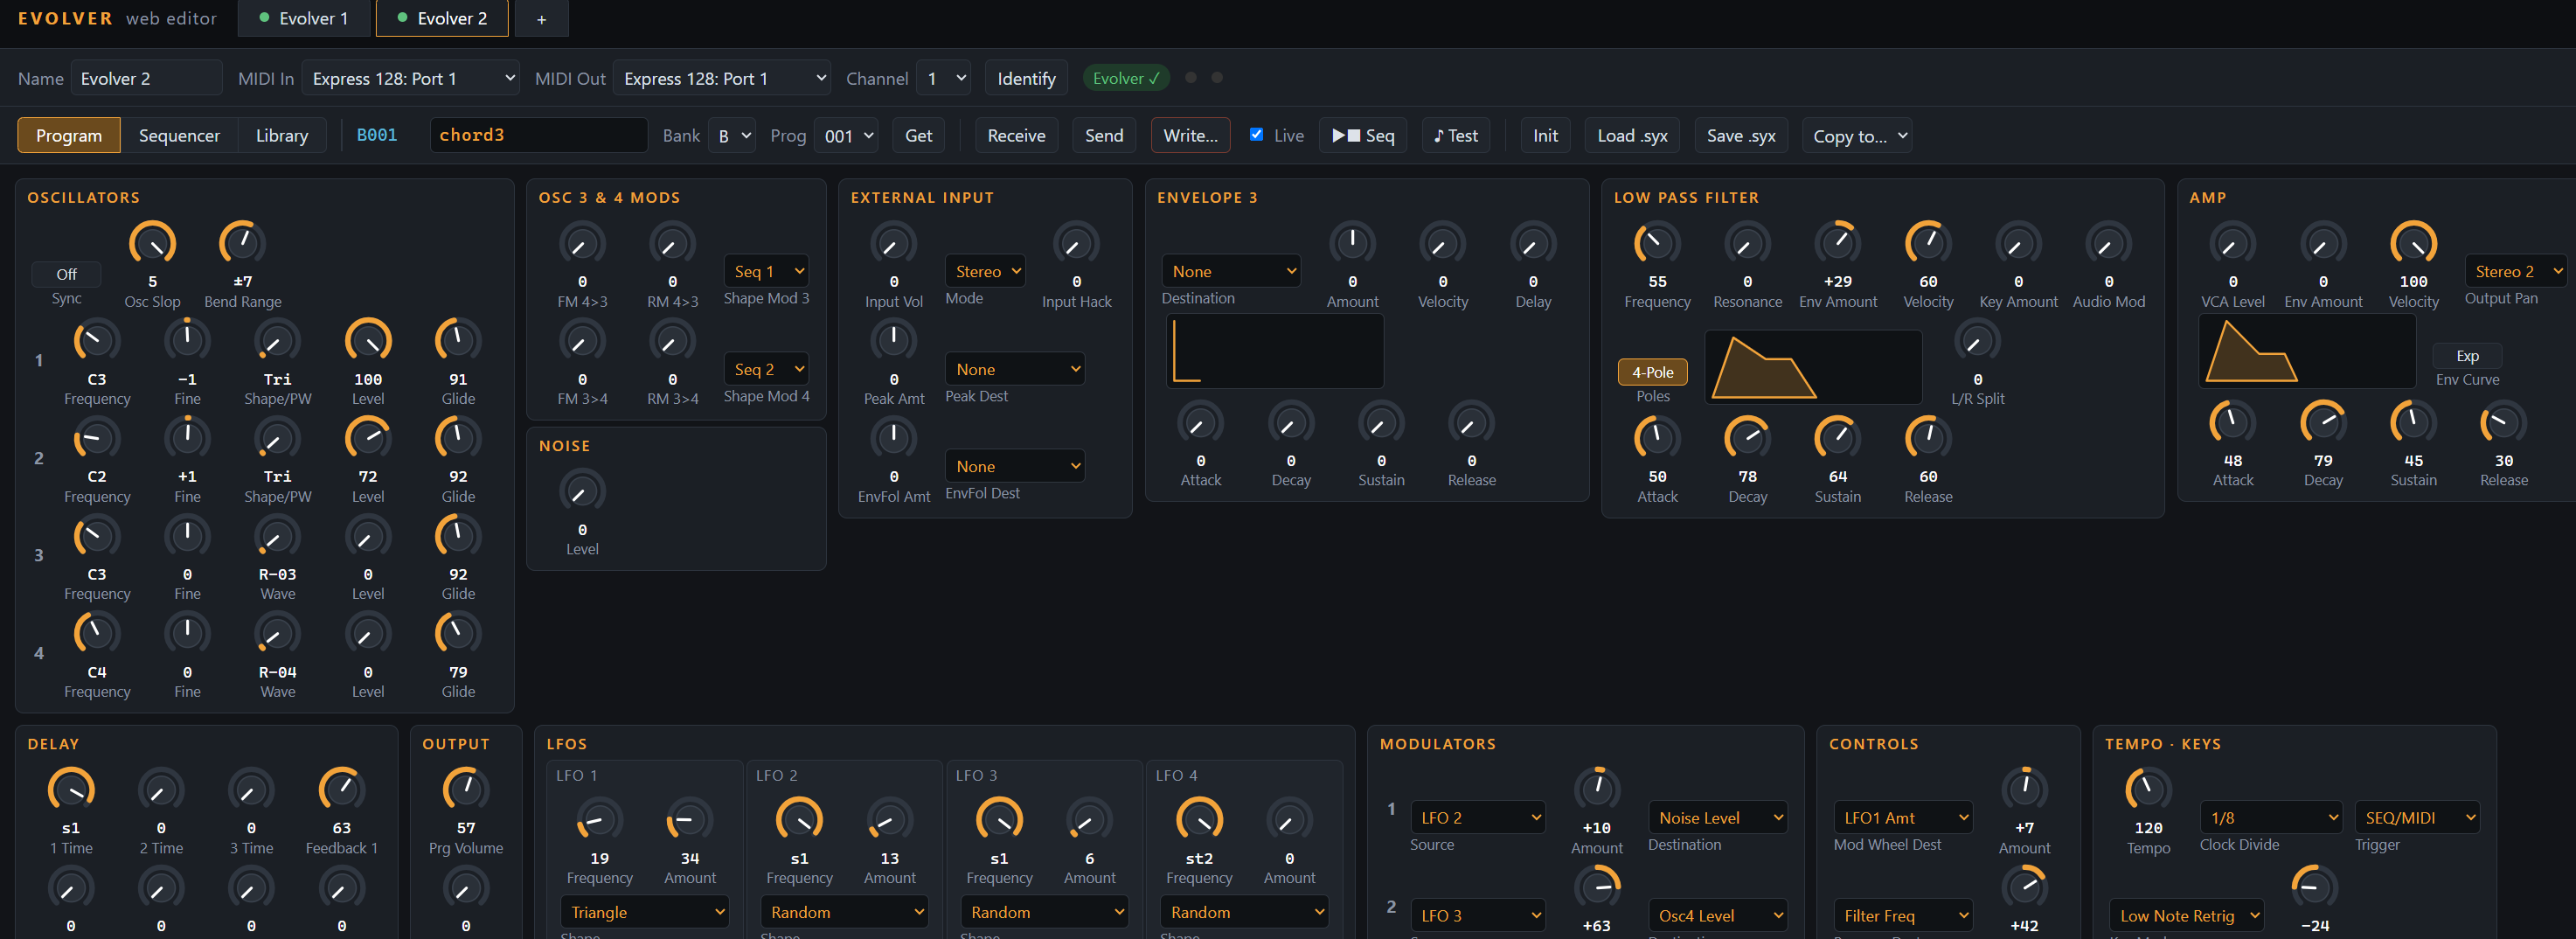 EVOLVER web editor Evolver 1 Evolver 2 +
Name Evolver 2 MIDI In Express 128: Port 1 MIDI Out Express 128: Port 1 Channel 1 Identify Evolver ✓
Program Sequencer Library B001 chord3 Bank B Prog 001 Get Receive Send Write... Live ▶■ Seq ♪ Test Init Load .syx Save .syx Copy to...
OSCILLATORS
Off 5 ±7
Sync Osc Slop Bend Range
1 C3 −1 Tri 100 91
Frequency Fine Shape/PW Level Glide
2 C2 +1 Tri 72 92
Frequency Fine Shape/PW Level Glide
3 C3 0 R−03 0 92
Frequency Fine Wave Level Glide
4 C4 0 R−04 0 79
Frequency Fine Wave Level Glide
OSC 3 & 4 MODS
0 0 Seq 1
FM 4>3 RM 4>3 Shape Mod 3
0 0 Seq 2
FM 3>4 RM 3>4 Shape Mod 4
NOISE
0
Level
EXTERNAL INPUT
0 Stereo 0
Input Vol Mode Input Hack
0 None
Peak Amt Peak Dest
0 None
EnvFol Amt EnvFol Dest
ENVELOPE 3
None 0 0 0
Destination Amount Velocity Delay
0 0 0 0
Attack Decay Sustain Release
LOW PASS FILTER
55 0 +29 60 0 0
Frequency Resonance Env Amount Velocity Key Amount Audio Mod
4-Pole 0
Poles L/R Split
50 78 64 60
Attack Decay Sustain Release
AMP
0 0 100 Stereo 2
VCA Level Env Amount Velocity Output Pan
Exp
Env Curve
48 79 45 30
Attack Decay Sustain Release
DELAY
s1 0 0 63
1 Time 2 Time 3 Time Feedback 1
0 0 0 0
OUTPUT
57
Prg Volume
0
LFOS
LFO 1 LFO 2 LFO 3 LFO 4
19 34 s1 13 s1 6 st2 0
Frequency Amount Frequency Amount Frequency Amount Frequency Amount
Triangle Random Random Random
Shape Shape Shape Shape
MODULATORS
1 LFO 2 +10 Noise Level
Source Amount Destination
2 LFO 3 +63 Osc4 Level
CONTROLS
LFO1 Amt +7
Mod Wheel Dest Amount
Filter Freq +42
TEMPO · KEYS
120 1/8 SEQ/MIDI
Tempo Clock Divide Trigger
Low Note Retrig −24